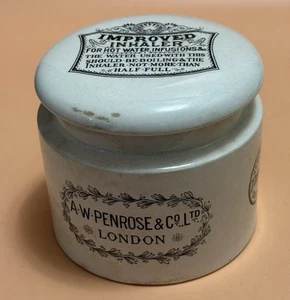 IMPROVED
INHALER
FOR HOT WATER, INFUSIONS &c
THE WATER USED WITH THIS
SHOULD BE BOILING & THE
INHALER NOT MORE THAN
HALF FULL
A·W·PENROSE & Co. LTD
LONDON